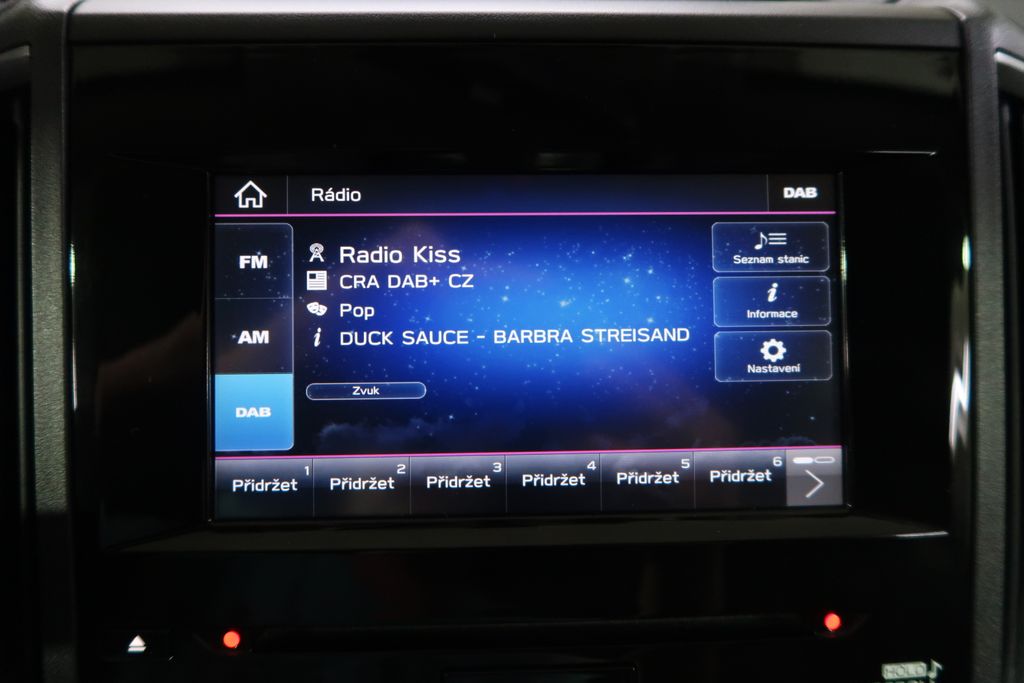 Rádio
DAB
FM
AM
DAB
Radio Kiss
CRA DAB+ CZ
Pop
i DUCK SAUCE - BARBRA STREISAND
Zvuk
Seznam stanic
i
Informace
Nastavení
1 Přidržet
2 Přidržet
3 Přidržet
4 Přidržet
5 Přidržet
6 Přidržet
HOLD